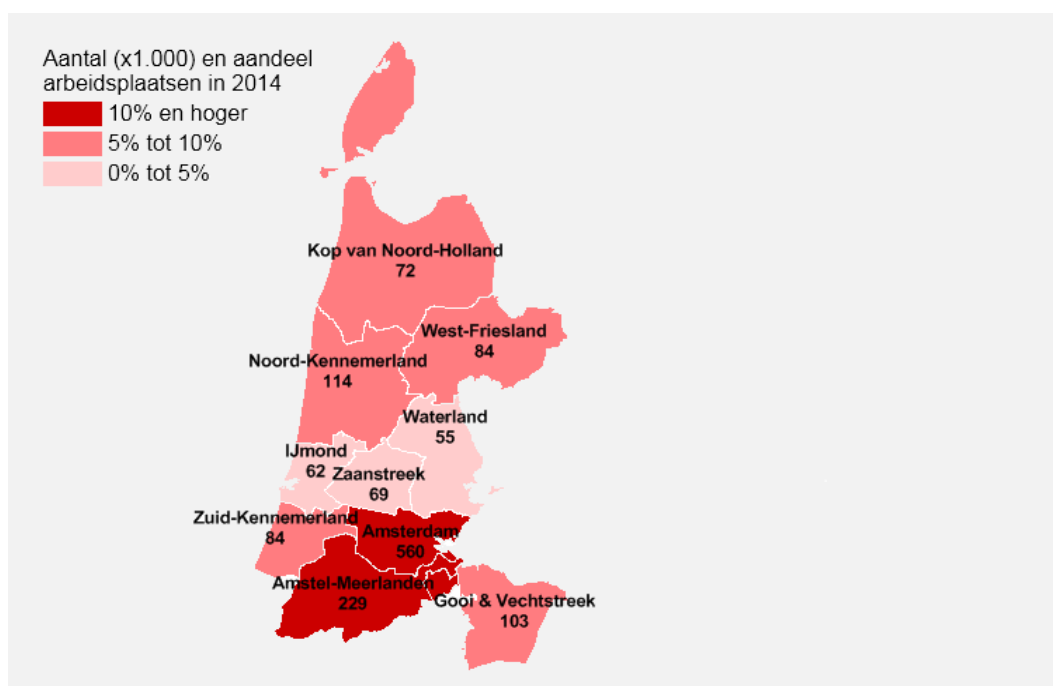 Aantal (x1.000) en aandeel
arbeidsplaatsen in 2014
10% en hoger
5% tot 10%
0% tot 5%
Kop van Noord-Holland
72
West-Friesland
84
Noord-Kennemerland
114
Waterland
55
IJmond
62
Zaanstreek
69
Zuid-Kennemerland
84
Amsterdam
560
Amstel-Meerlanden
229
Gooi & Vechtstreek
103